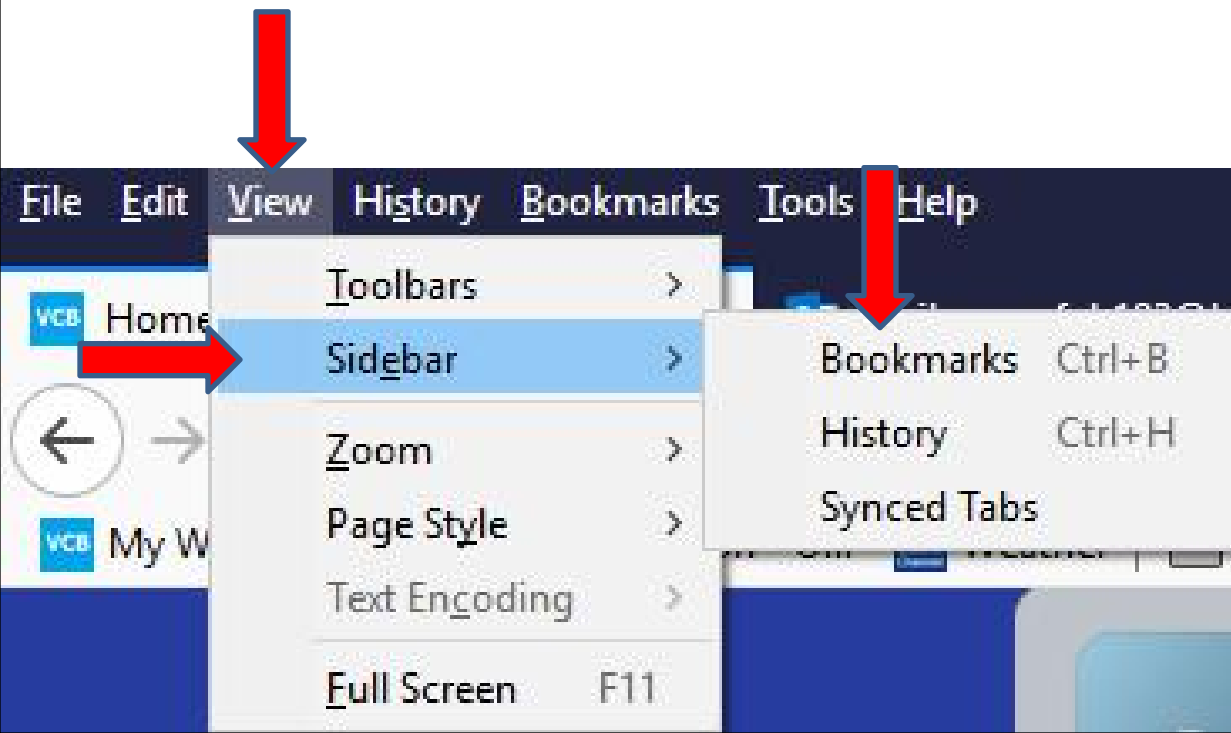 File Edit View History Bookmarks Tools Help
Toolbars >
VCB Home
Sidebar >
Bookmarks Ctrl+B
Zoom >
History Ctrl+H
Page Style >
Synced Tabs
VCB My W
Weather
Text Encoding >
Full Screen F11